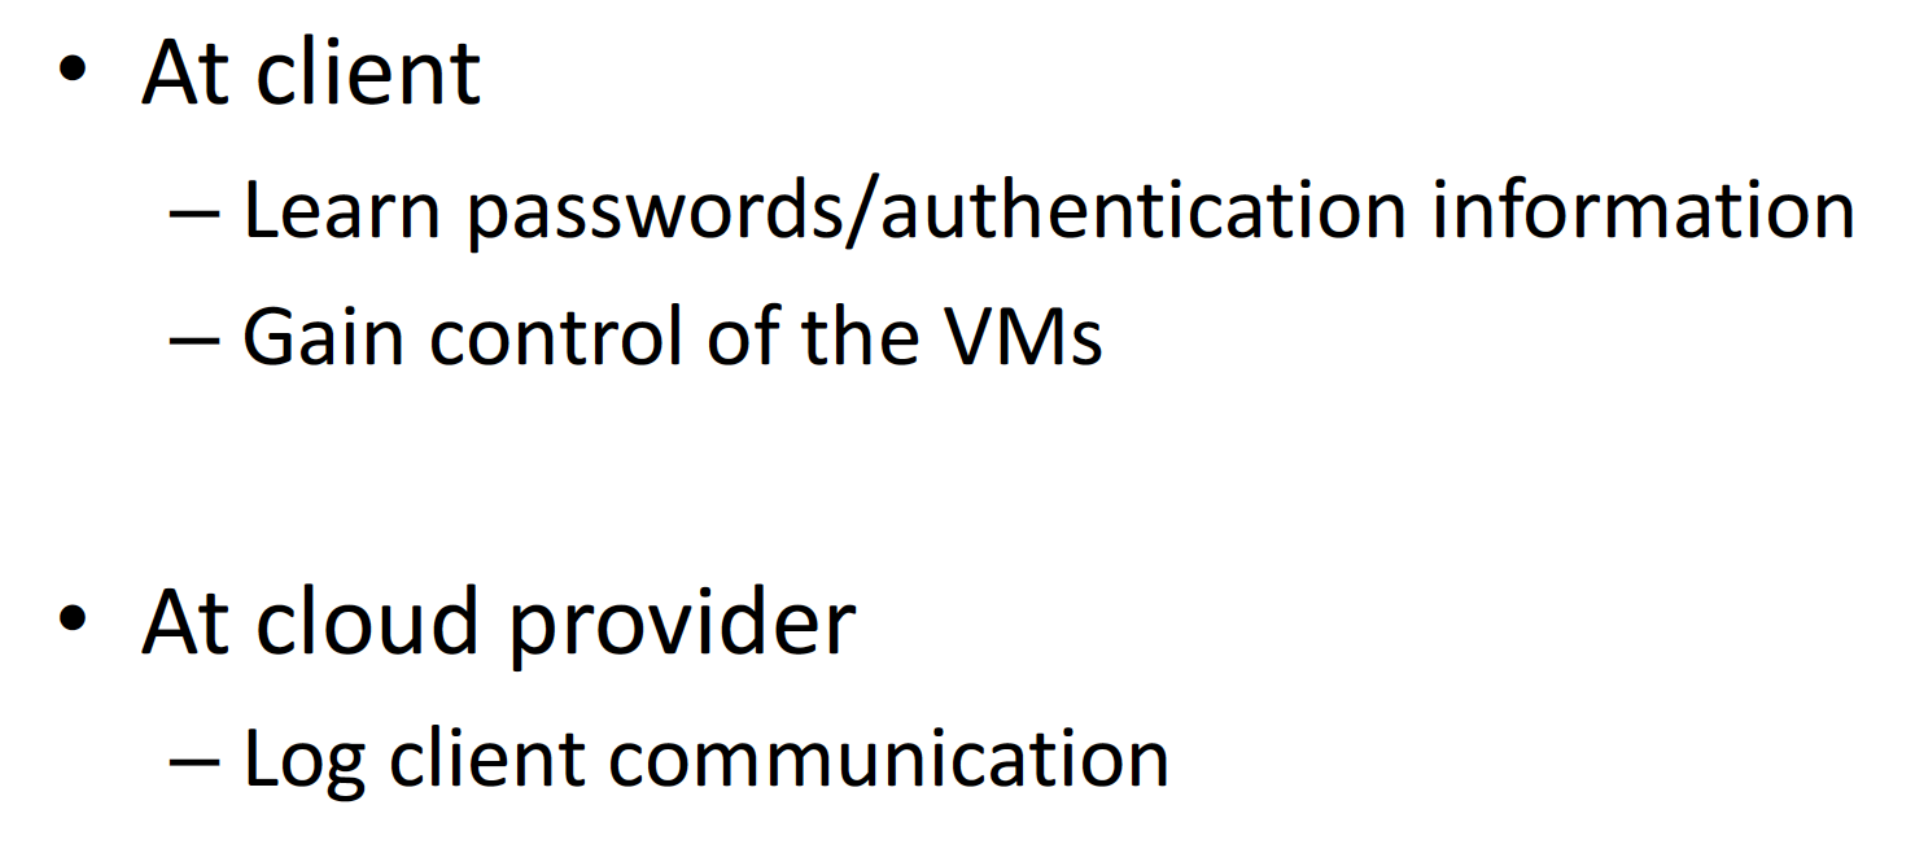 • At client
– Learn passwords/authentication information
– Gain control of the VMs
• At cloud provider
– Log client communication